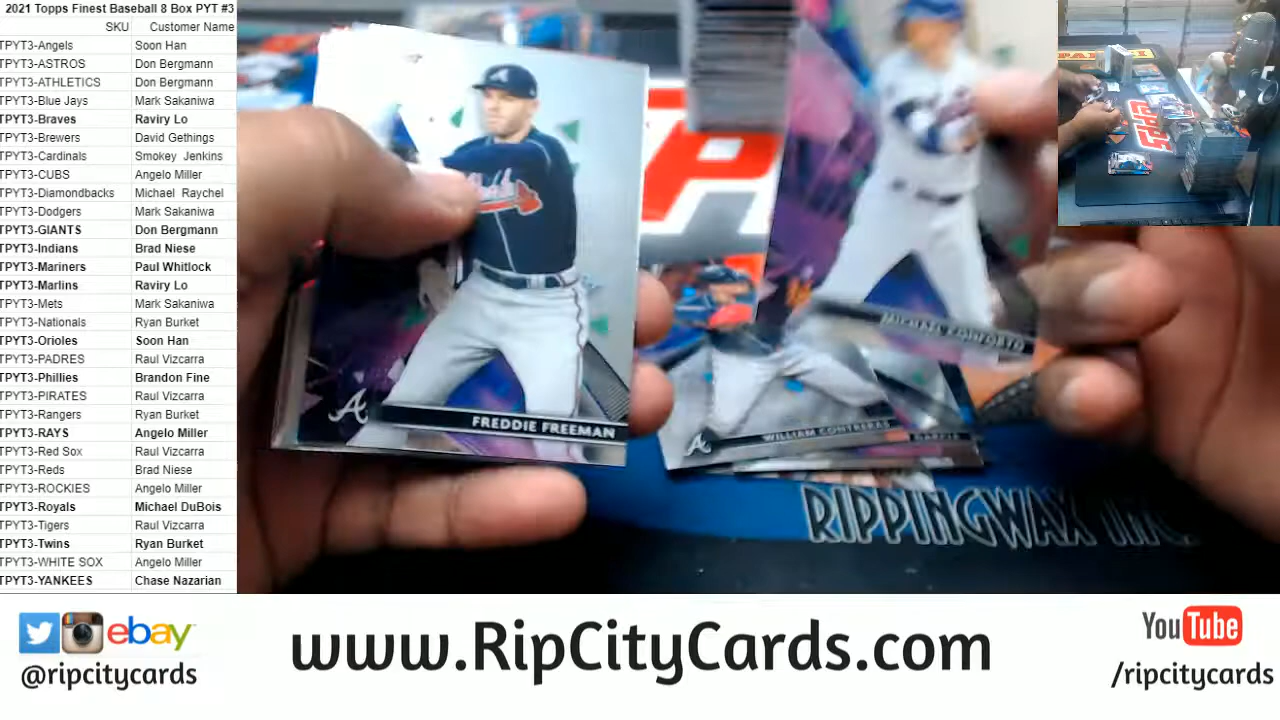 2021 Topps Finest Baseball 8 Box PYT #3
SKU Customer Name
TPYT3-Angels Soon Han
TPYT3-ASTROS Don Bergmann
TPYT3-ATHLETICS Don Bergmann
TPYT3-Blue Jays Mark Sakaniwa
TPYT3-Braves Raviry Lo
TPYT3-Brewers David Gethings
TPYT3-Cardinals Smokey Jenkins
TPYT3-CUBS Angelo Miller
TPYT3-Diamondbacks Michael Raychel
TPYT3-Dodgers Mark Sakaniwa
TPYT3-GIANTS Don Bergmann
TPYT3-Indians Brad Niese
TPYT3-Mariners Paul Whitlock
TPYT3-Marlins Raviry Lo
TPYT3-Mets Mark Sakaniwa
TPYT3-Nationals Ryan Burket
TPYT3-Orioles Soon Han
TPYT3-PADRES Raul Vizcarra
TPYT3-Phillies Brandon Fine
TPYT3-PIRATES Raul Vizcarra
TPYT3-Rangers Ryan Burket
TPYT3-RAYS Angelo Miller
TPYT3-Red Sox Raul Vizcarra
TPYT3-Reds Brad Niese
TPYT3-ROCKIES Angelo Miller
TPYT3-Royals Michael DuBois
TPYT3-Tigers Raul Vizcarra
TPYT3-Twins Ryan Burket
TPYT3-WHITE SOX Angelo Miller
TPYT3-YANKEES Chase Nazarian
A
A
FREDDIE FREEMAN
MICHAEL CONFORTO
A
WILLIAM CONTRERAS
RIPPINGWAX INC
ebay
@ripcitycards
www.RipCityCards.com
YouTube
/ripcitycards